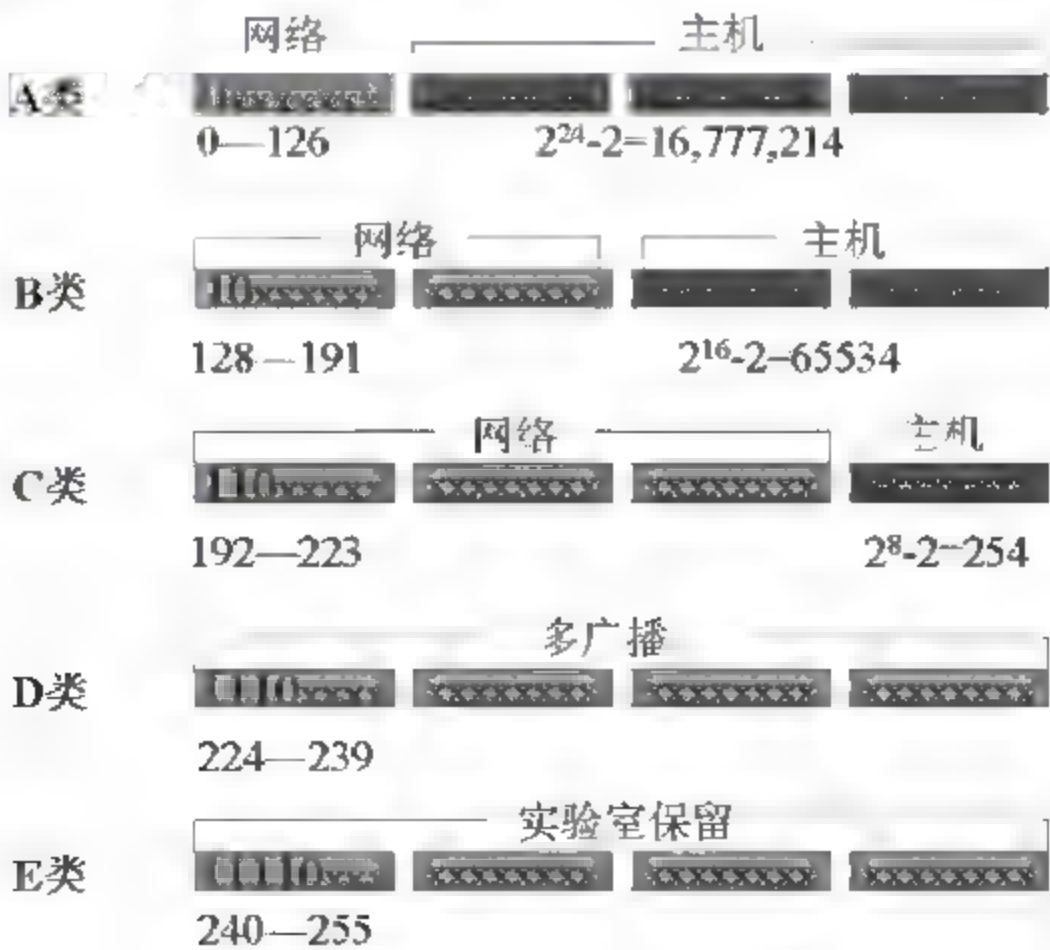 网络 主机
A类
0—126 2²⁴-2=16,777,214
网络 主机
B类 10
128—191 2¹⁶-2=65534
网络 主机
C类 110
192—223 2⁸-2=254
多广播
D类
224—239
实验室保留
E类
240—255